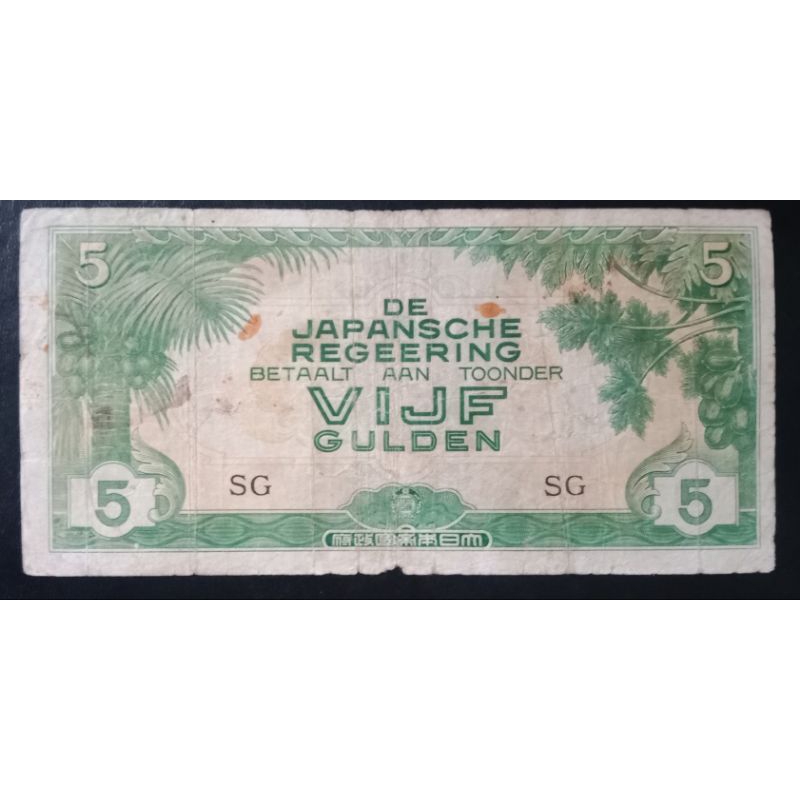 5 5
DE
JAPANSCHE
REGEERING
BETAALT AAN TOONDER
VIJF
GULDEN
SG SG
5 5
府政國帝本日大